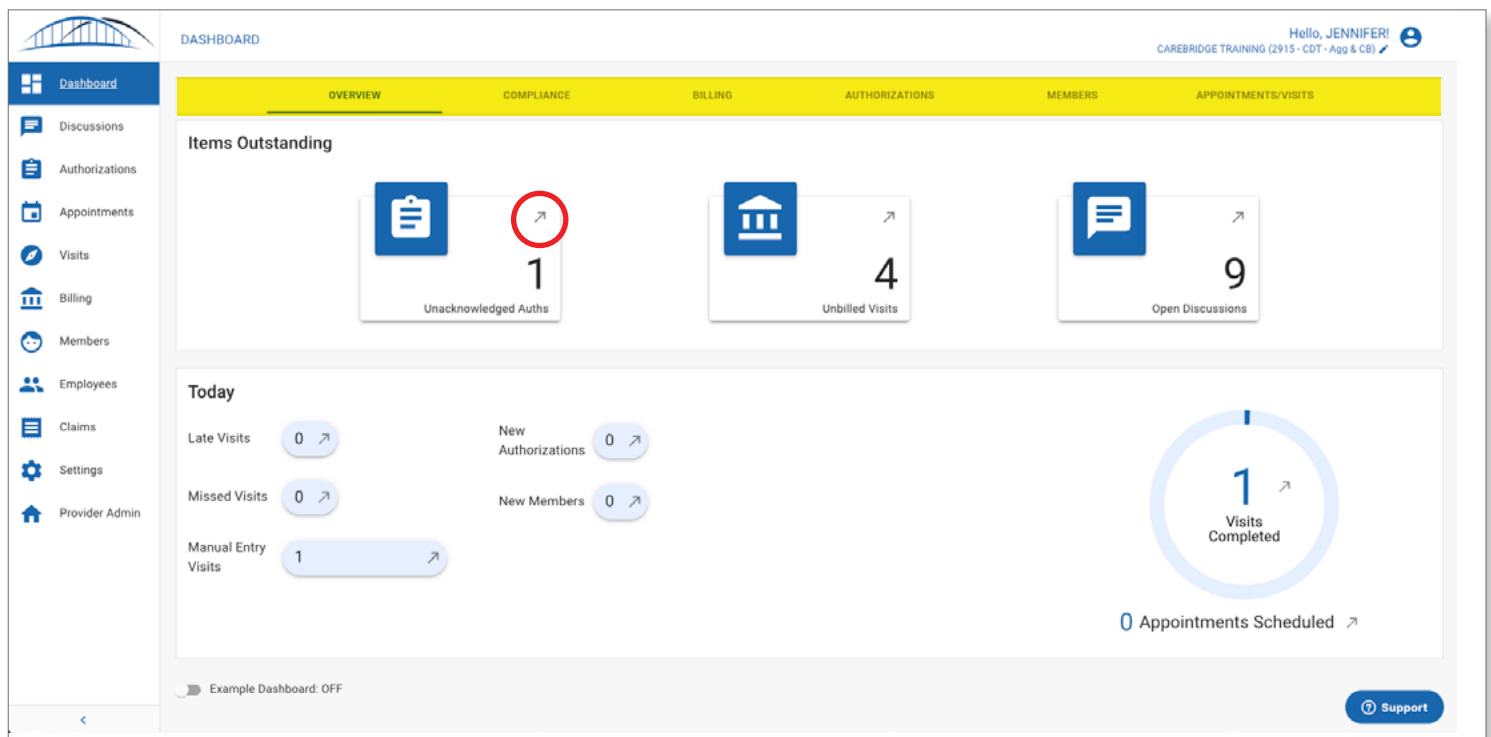 DASHBOARD
Hello, JENNIFER!
CAREBRIDGE TRAINING (2915 - CDT - Agg & CB)
Dashboard
Discussions
Authorizations
Appointments
Visits
Billing
Members
Employees
Claims
Settings
Provider Admin
<
OVERVIEW COMPLIANCE BILLING AUTHORIZATIONS MEMBERS APPOINTMENTS/VISITS
Items Outstanding
1
Unacknowledged Auths
4
Unbilled Visits
9
Open Discussions
Today
Late Visits 0
Missed Visits 0
Manual Entry
Visits
1
New
Authorizations
0
New Members 0
1
Visits
Completed
0 Appointments Scheduled
Example Dashboard: OFF
Support